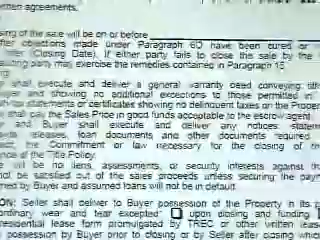 itten agreements.
sing of the sale will be on or before
fter objections made under Paragraph 6D have been cured or
(Closing Date). If either party fails to close this sale by the
party may exercise the remedies contained in Paragraph 15.
shall execute and deliver a general warranty deed conveying
and showing no additional exceptions to those permitted in
tax statements or certificates showing no delinquent taxes on the Proper
shall pay the Sales Price in good funds acceptable to the escrow agent.
and Buyer shall execute and deliver any notices, statem
releases, loan documents and other documents required
the Commitment or law necessary for the closing of th
of the Title Policy.
will be no liens, assessments, or security interests against th
not be satisfied out of the sales proceeds unless securing the paym
med by Buyer and assumed loans will not be in default.
ON: Seller shall deliver to Buyer possession of the Property in its p
ordinary wear and tear excepted: upon closing and funding
residential lease form promulgated by TREC or other written lease
possession by Buyer prior to closing or by Seller after closing whic